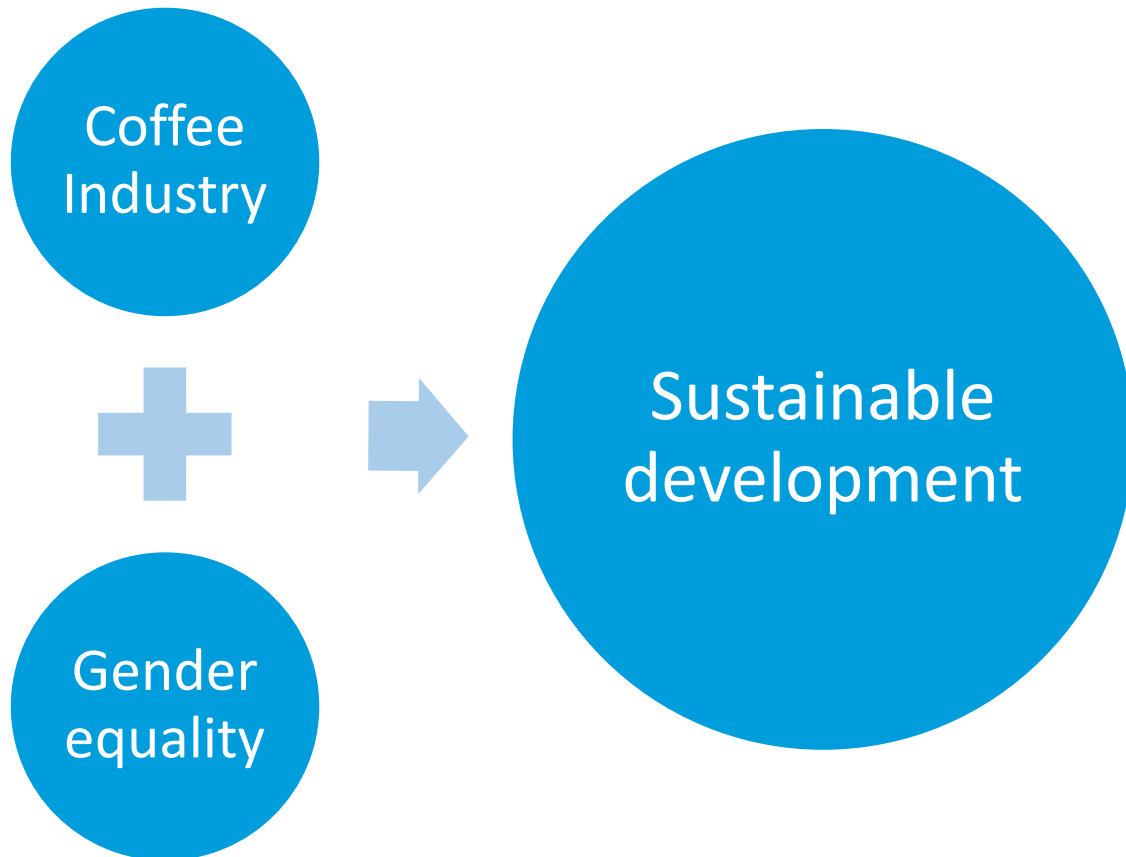 Coffee
Industry
Gender
equality
Sustainable
development